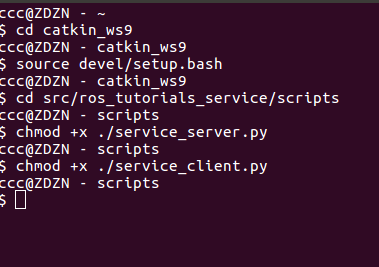 ccc@ZDZN - ~
$ cd catkin_ws9
ccc@ZDZN - catkin_ws9
$ source devel/setup.bash
ccc@ZDZN - catkin_ws9
$ cd src/ros_tutorials_service/scripts
ccc@ZDZN - scripts
$ chmod +x ./service_server.py
ccc@ZDZN - scripts
$ chmod +x ./service_client.py
ccc@ZDZN - scripts
$